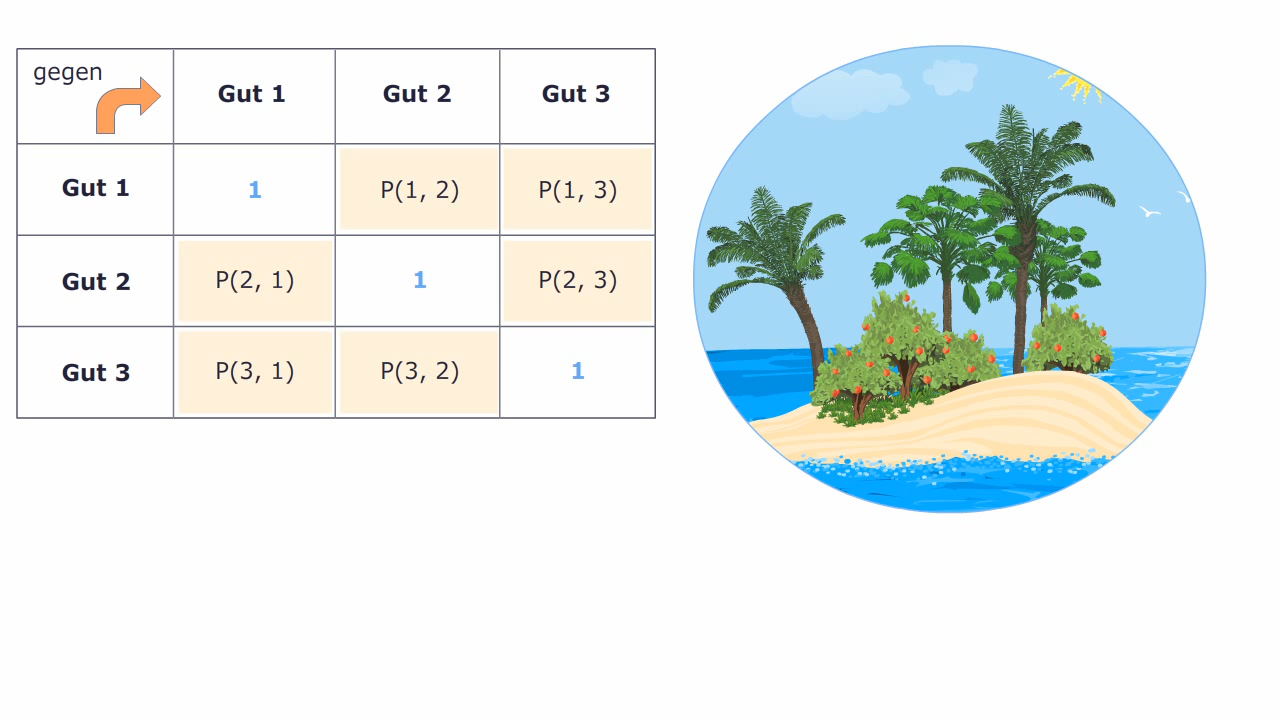 gegen
Gut 1 Gut 2 Gut 3
Gut 1 1 P(1, 2) P(1, 3)
Gut 2 P(2, 1) 1 P(2, 3)
Gut 3 P(3, 1) P(3, 2) 1